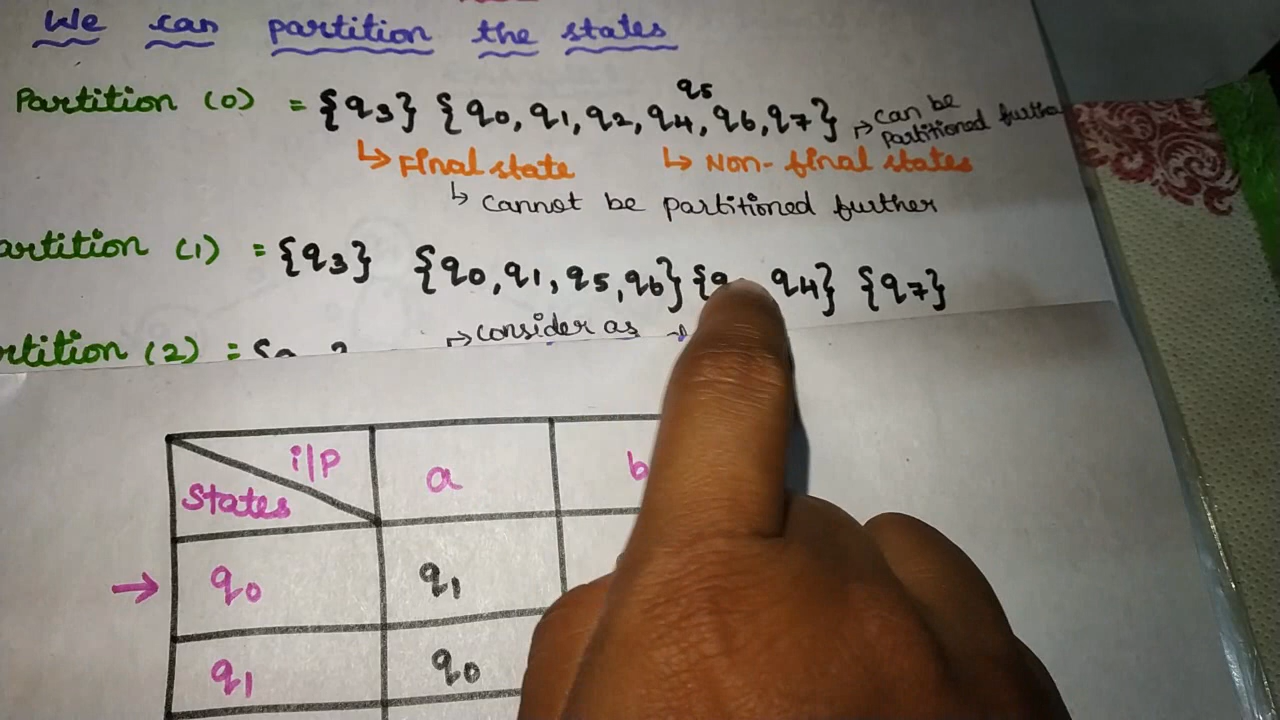 We can partition the states
q5
Partition (0) = {q3} {q0, q1, q2, q4, q6, q7} ↦ can be partitioned further
↳ Final state ↳ Non-final states
↳ cannot be partitioned further
artition (1) = {q3} {q0, q1, q5, q6} { q4} {q7}
↦ consider as
rtition (2) =
i/p
States a b
→ q0 q1
q1 q0